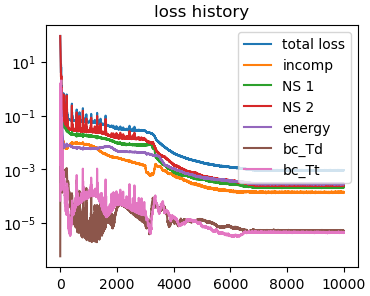 loss history
total loss
incomp
NS 1
NS 2
energy
bc_Td
bc_Tt
10^1
10^-1
10^-3
10^-5
0 2000 4000 6000 8000 10000